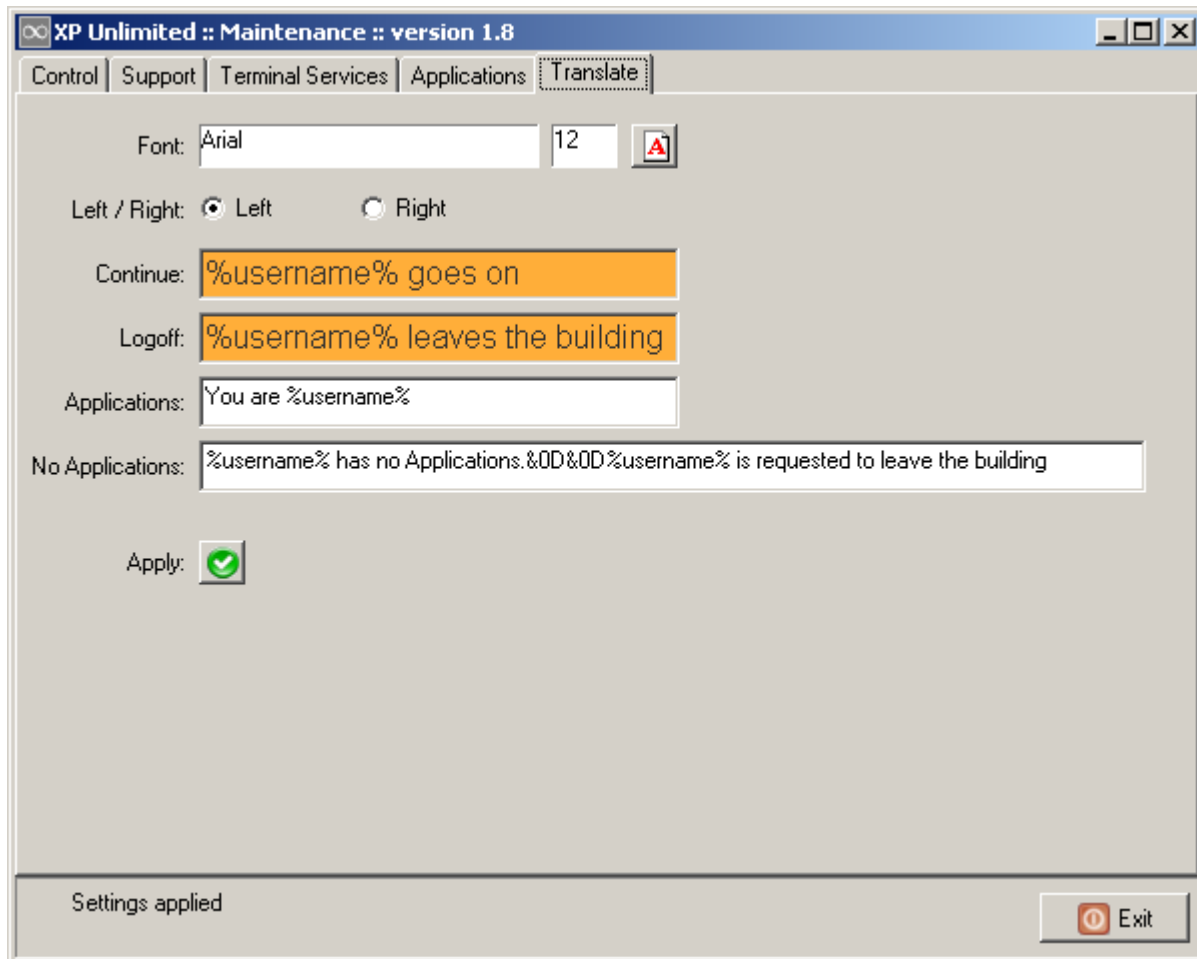 XP Unlimited :: Maintenance :: version 1.8
Control Support Terminal Services Applications Translate
Font: Arial 12 A
Left / Right: Left Right
Continue: %username% goes on
Logoff: %username% leaves the building
Applications: You are %username%
No Applications: %username% has no Applications.&0D&0D%username% is requested to leave the building
Apply:
Settings applied Exit